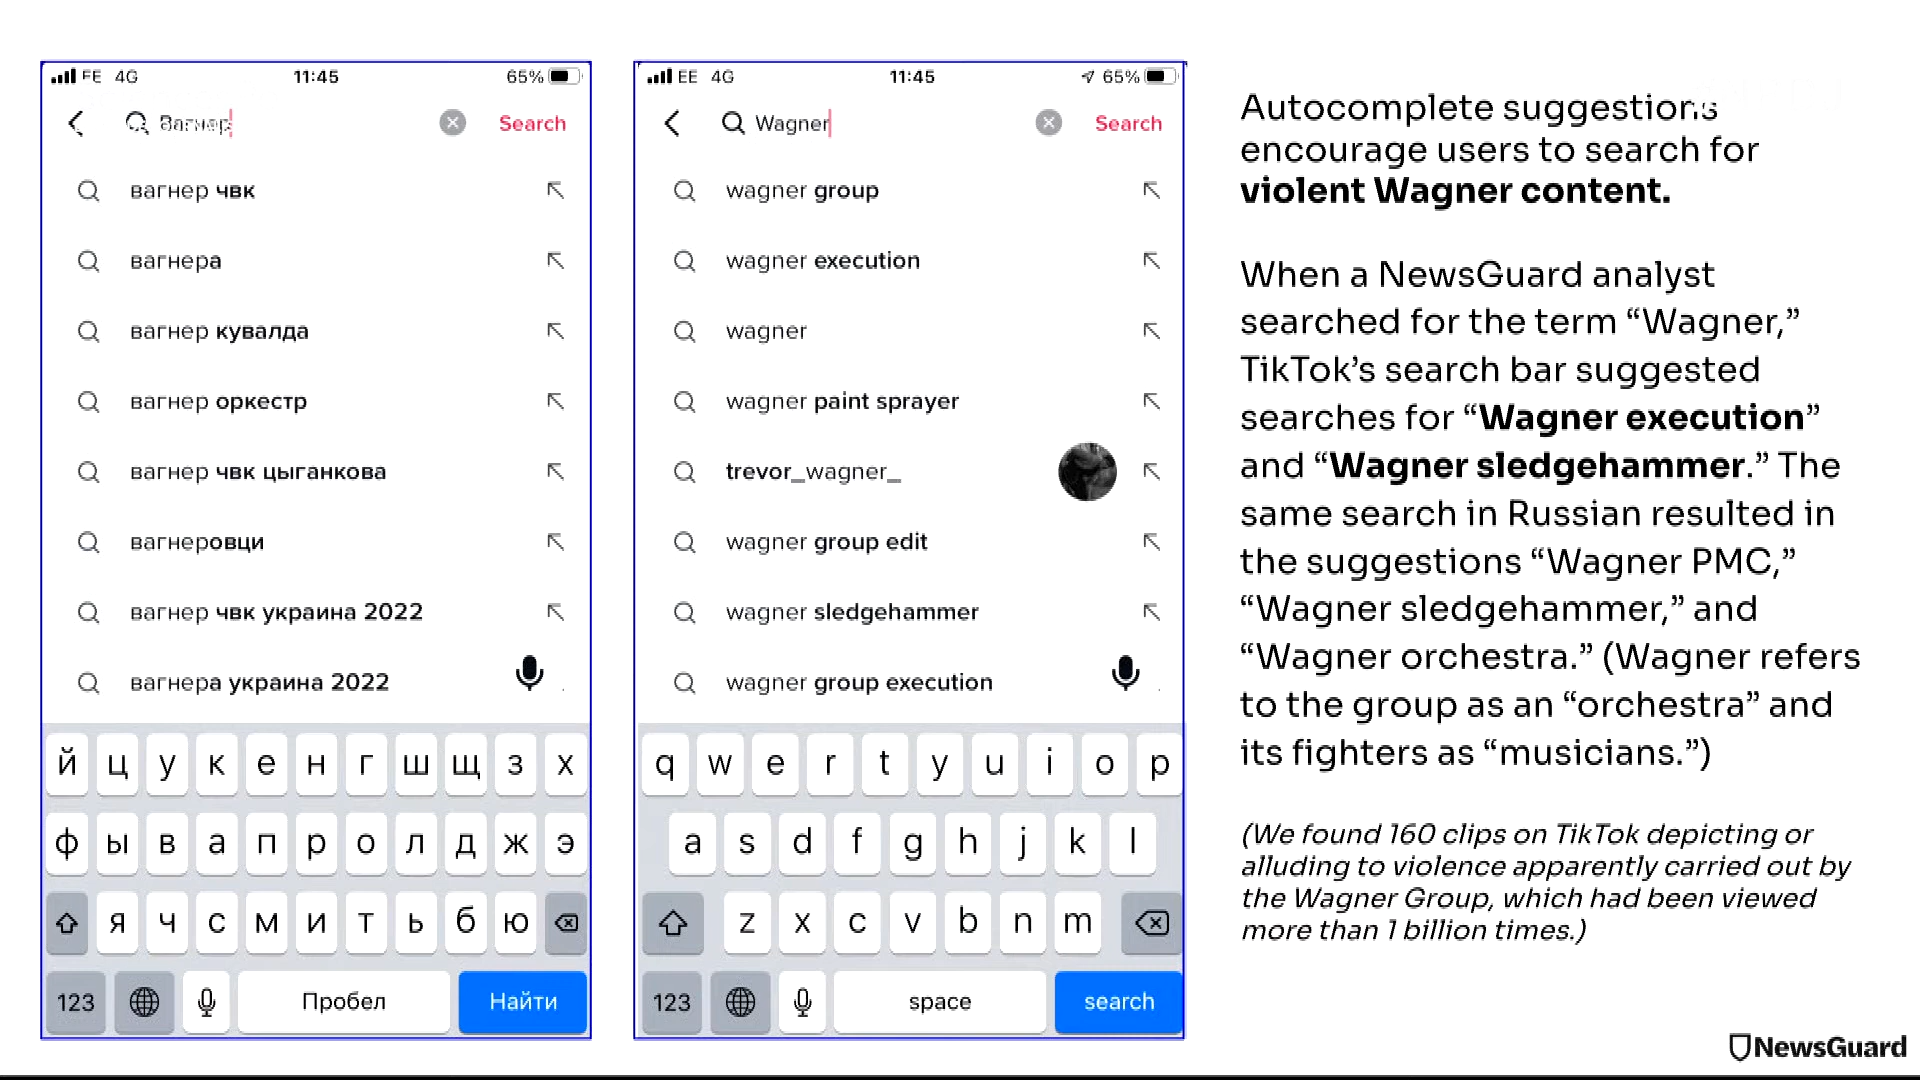 EE 4G 11:45 65%
Вагнер Search
вагнер чвк
вагнера
вагнер кувалда
вагнер оркестр
вагнер чвк цыганкова
вагнеровци
вагнер чвк украина 2022
вагнера украина 2022
й ц у к е н г ш щ з х
ф ы в а п р о л д ж э
я ч с м и т ь б ю
123 Пробел Найти
EE 4G 11:45 65%
Wagner Search
wagner group
wagner execution
wagner
wagner paint sprayer
trevor_wagner_
wagner group edit
wagner sledgehammer
wagner group execution
q w e r t y u i o p
a s d f g h j k l
z x c v b n m
123 space search
Autocomplete suggestions
encourage users to search for
violent Wagner content.
When a NewsGuard analyst
searched for the term “Wagner,”
TikTok’s search bar suggested
searches for “Wagner execution”
and “Wagner sledgehammer.” The
same search in Russian resulted in
the suggestions “Wagner PMC,”
“Wagner sledgehammer,” and
“Wagner orchestra.” (Wagner refers
to the group as an “orchestra” and
its fighters as “musicians.”)
(We found 160 clips on TikTok depicting or
alluding to violence apparently carried out by
the Wagner Group, which had been viewed
more than 1 billion times.)
NewsGuard